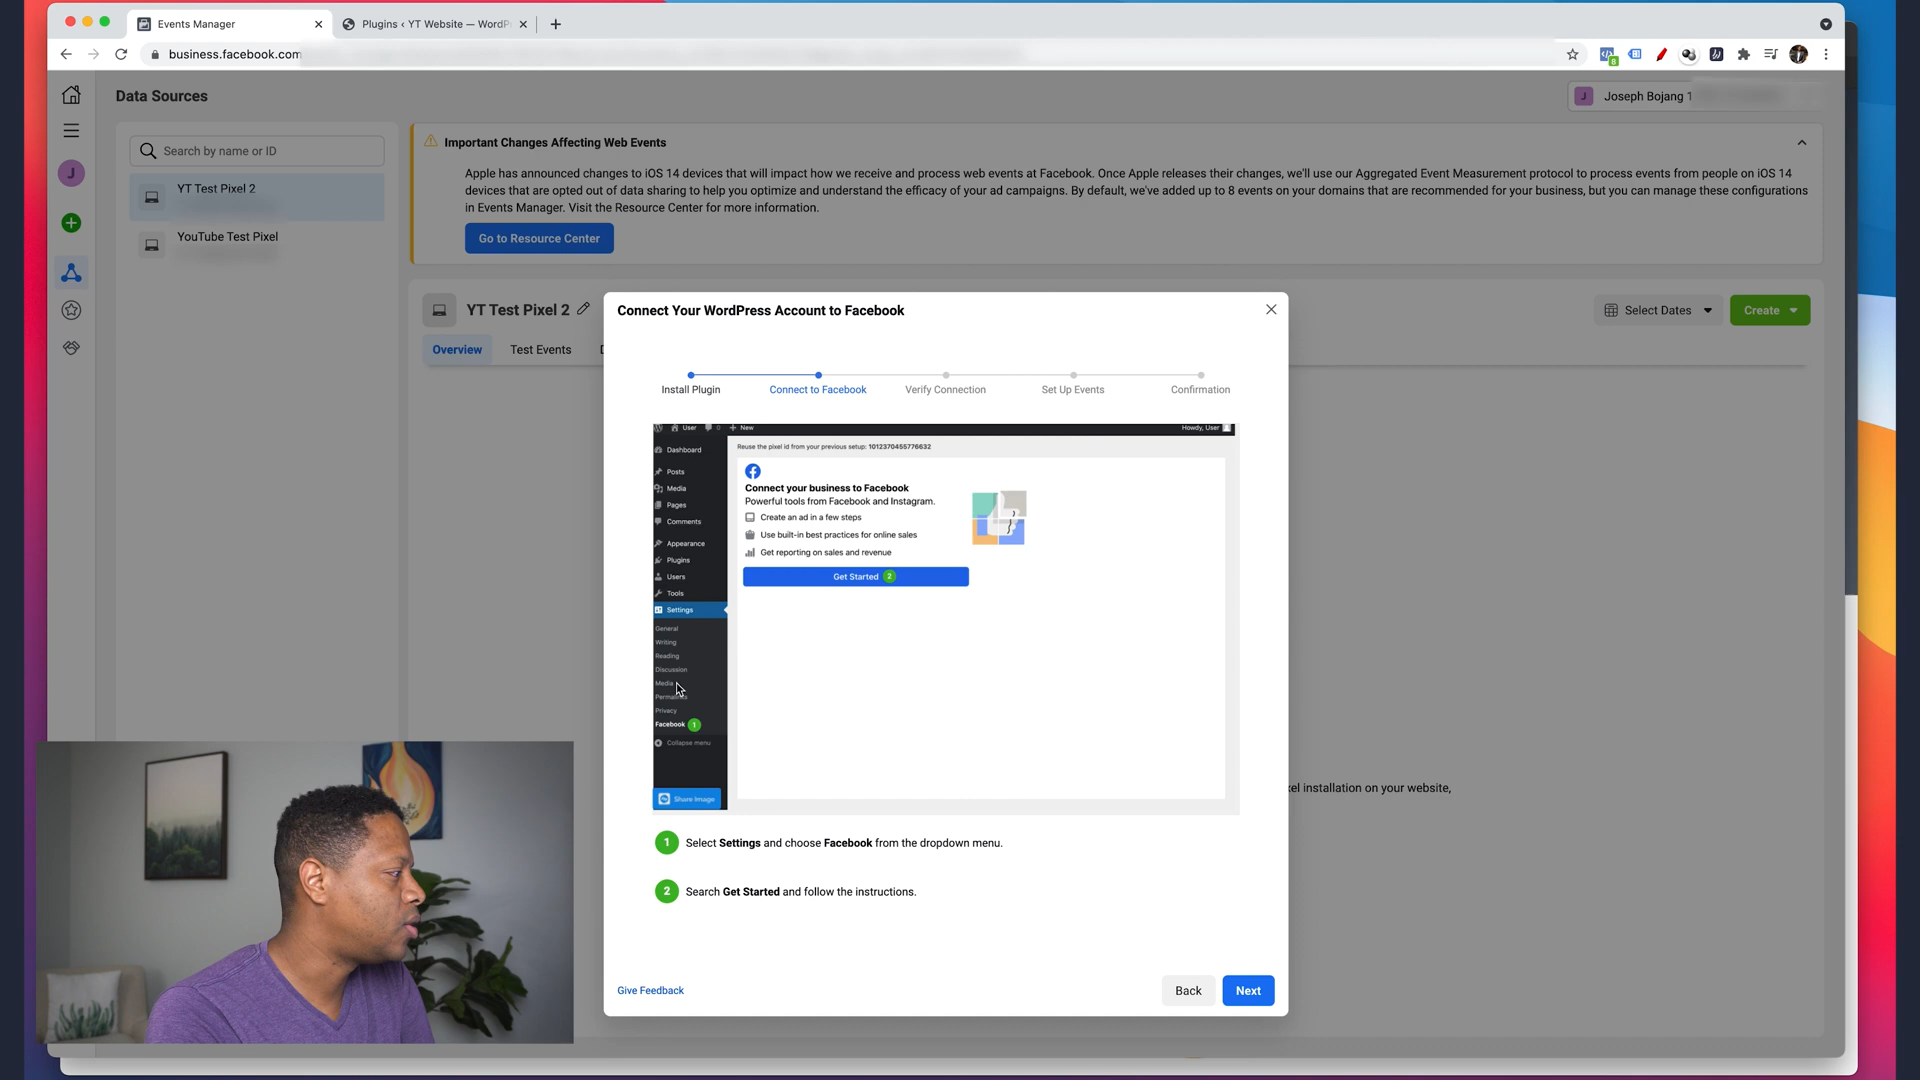 Events Manager
Plugins ‹ YT Website — WordP
business.facebook.com
8
Data Sources
J
Joseph Bojang 1
Search by name or ID
YT Test Pixel 2
YouTube Test Pixel
J
Important Changes Affecting Web Events
Apple has announced changes to iOS 14 devices that will impact how we receive and process web events at Facebook. Once Apple releases their changes, we'll use our Aggregated Event Measurement protocol to process events from people on iOS 14
devices that are opted out of data sharing to help you optimize and understand the efficacy of your ad campaigns. By default, we've added up to 8 events on your domains that are recommended for your business, but you can manage these configurations
in Events Manager. Visit the Resource Center for more information.
Go to Resource Center
YT Test Pixel 2
Select Dates
Create
Overview
Test Events
Connect Your WordPress Account to Facebook
Install Plugin
Connect to Facebook
Verify Connection
Set Up Events
Confirmation
User
0
New
Howdy, User
Dashboard
Posts
Media
Pages
Comments
Appearance
Plugins
Users
Tools
Settings
General
Writing
Reading
Discussion
Media
Permalinks
Privacy
Facebook 1
Collapse menu
Share Image
Reuse the pixel id from your previous setup: 1012370455776632
Connect your business to Facebook
Powerful tools from Facebook and Instagram.
Create an ad in a few steps
Use built-in best practices for online sales
Get reporting on sales and revenue
Get Started 2
xel installation on your website,
1 Select Settings and choose Facebook from the dropdown menu.
2 Search Get Started and follow the instructions.
Give Feedback
Back
Next